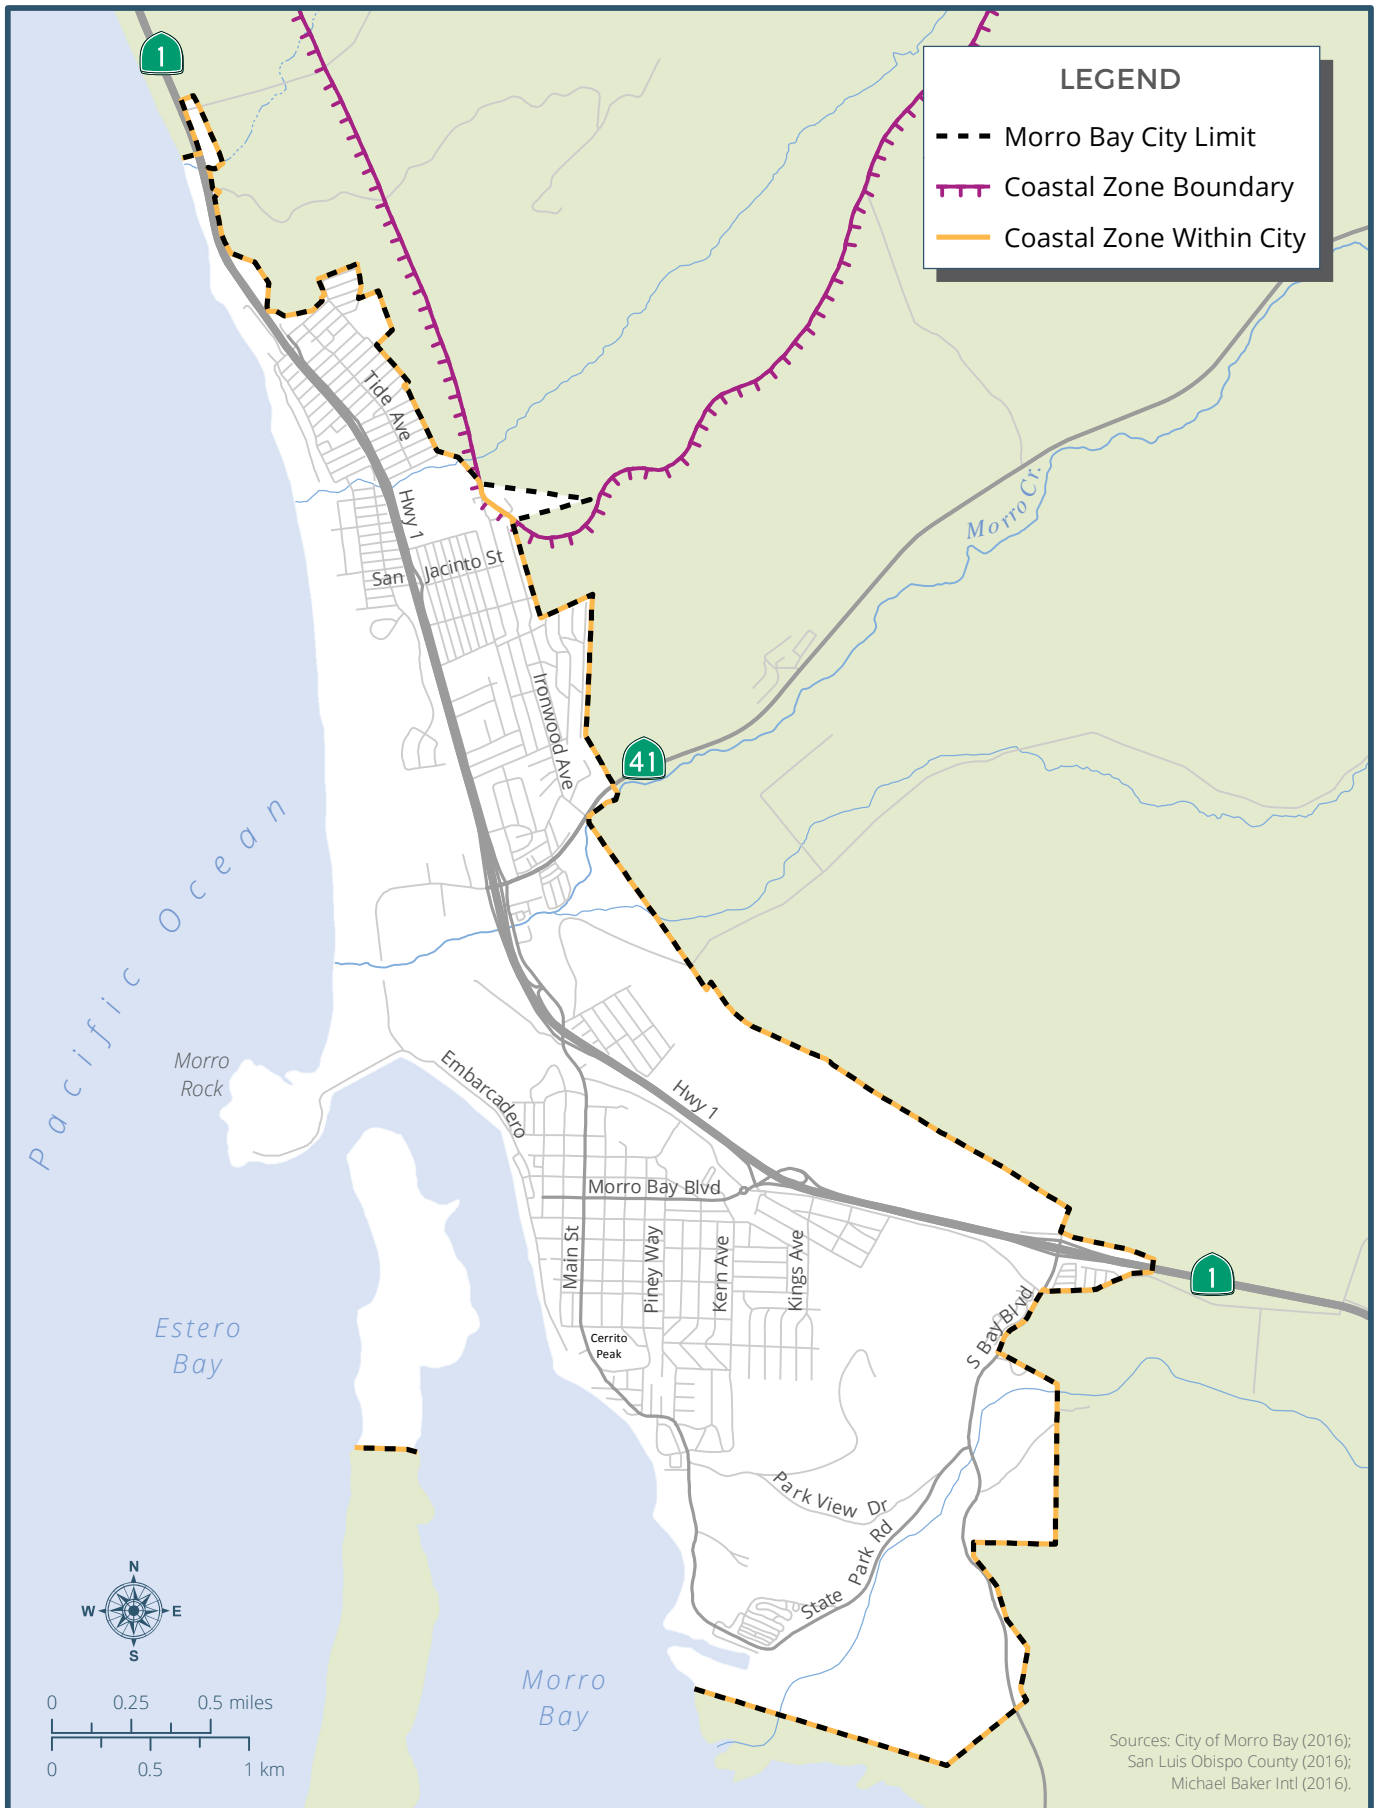 1
LEGEND
Morro Bay City Limit
Coastal Zone Boundary
Coastal Zone Within City
Tide Ave
Hwy 1
San Jacinto St
Morro Cr.
Ironwood Ave
41
Pacific Ocean
Morro
Rock
Embarcadero
Hwy 1
Morro Bay Blvd
Main St
Piney Way
Kern Ave
Kings Ave
1
S Bay Blvd
Estero
Bay
Cerrito
Peak
Park View Dr
State Park Rd
N
W E
S
Morro
Bay
0 0.25 0.5 miles
0 0.5 1 km
Sources: City of Morro Bay (2016);
San Luis Obispo County (2016);
Michael Baker Intl (2016).